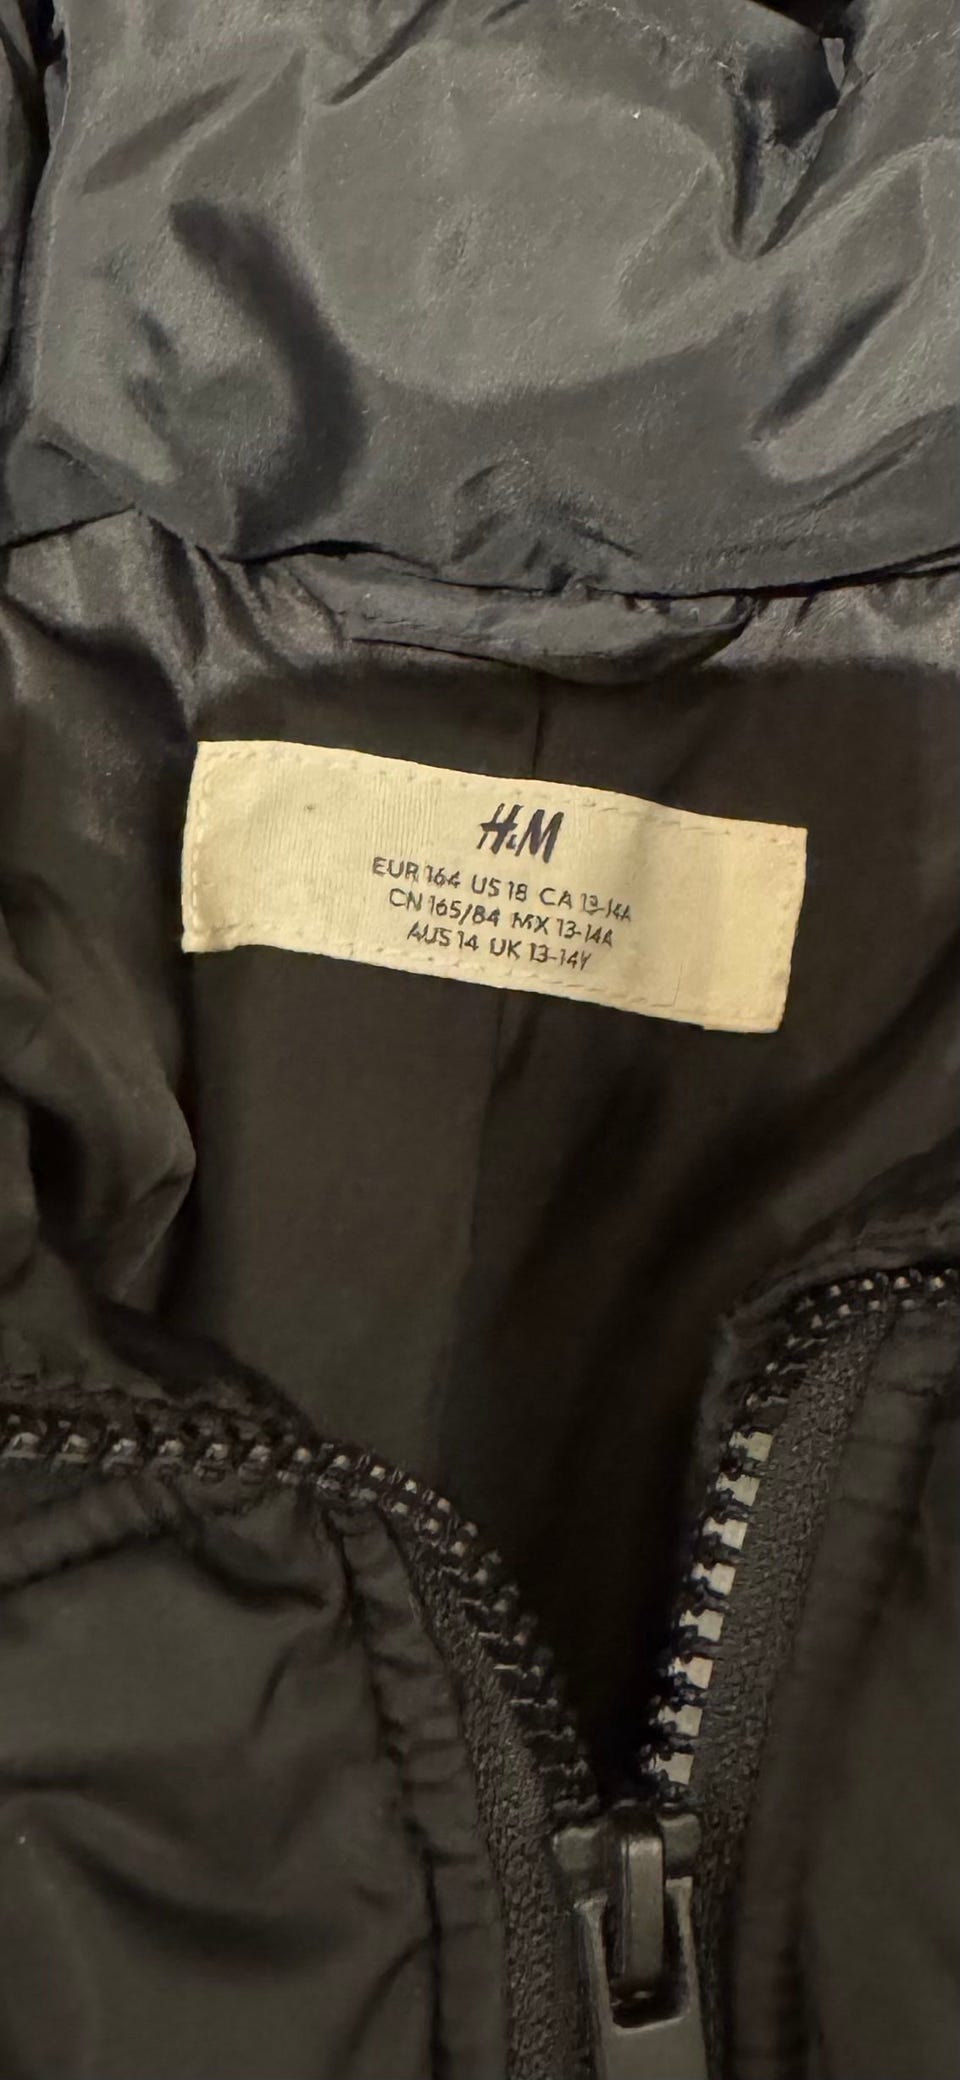 H&M
EUR 164 US 18 CA 13-14A
CN 165/84 MX 13-14A
AUS 14 UK 13-14Y